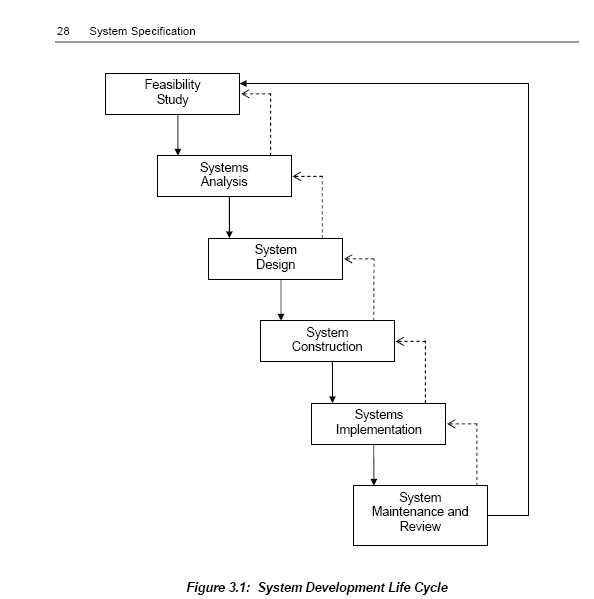 28 System Specification
Feasibility
Study
Systems
Analysis
System
Design
System
Construction
Systems
Implementation
System
Maintenance and
Review
Figure 3.1: System Development Life Cycle